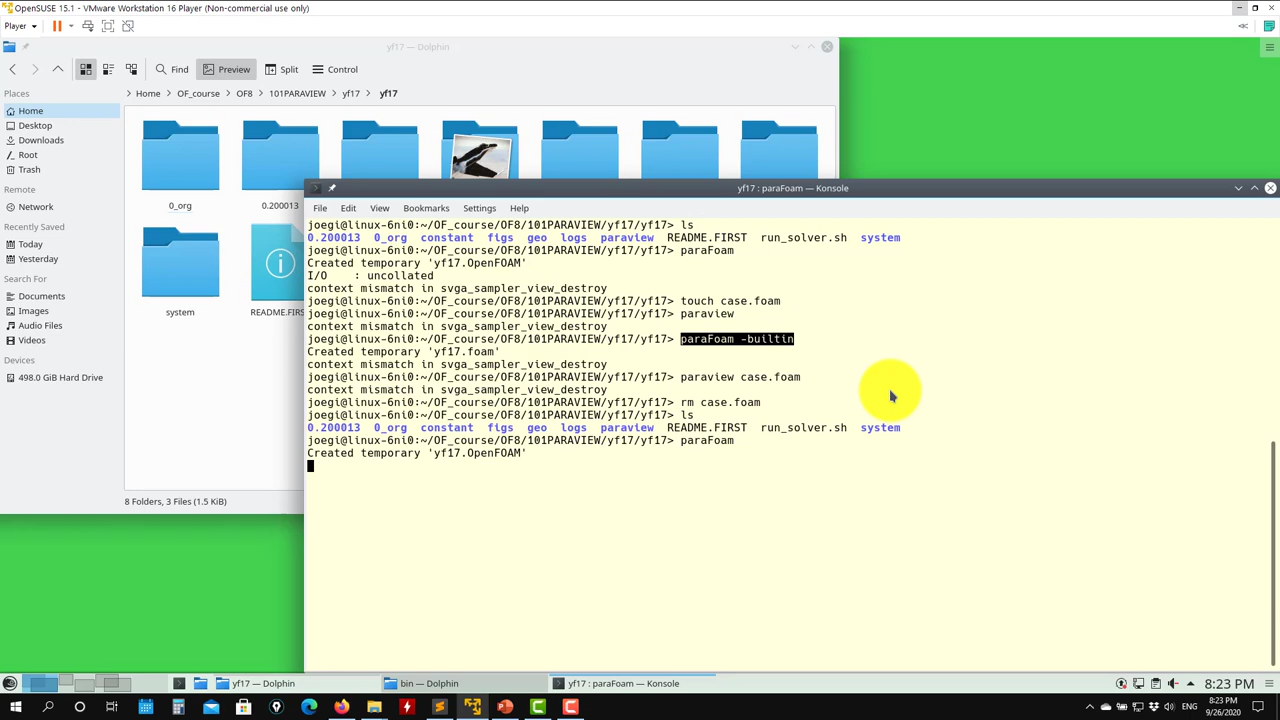 OpenSUSE 15.1 - VMware Workstation 16 Player (Non-commercial use only)
Player
yf17 — Dolphin
Find
Preview
Split
Control
Places
Home
OF_course
OF8
101PARAVIEW
yf17
yf17
Home
Desktop
Downloads
Root
Trash
Remote
Network
Recently Saved
Today
Yesterday
Search For
Documents
Images
Audio Files
Videos
Devices
498.0 GiB Hard Drive
0_org
0.200013
system
README.FIRS
8 Folders, 3 Files (1.5 KiB)
yf17 : paraFoam — Konsole
File Edit View Bookmarks Settings Help
joegi@linux-6ni0:~/OF_course/OF8/101PARAVIEW/yf17/yf17> ls
0.200013 0_org constant figs geo logs paraview README.FIRST run_solver.sh system
joegi@linux-6ni0:~/OF_course/OF8/101PARAVIEW/yf17/yf17> paraFoam
Created temporary 'yf17.OpenFOAM'
I/O : uncollated
context mismatch in svga_sampler_view_destroy
joegi@linux-6ni0:~/OF_course/OF8/101PARAVIEW/yf17/yf17> touch case.foam
joegi@linux-6ni0:~/OF_course/OF8/101PARAVIEW/yf17/yf17> paraview
context mismatch in svga_sampler_view_destroy
joegi@linux-6ni0:~/OF_course/OF8/101PARAVIEW/yf17/yf17> paraFoam -builtin
Created temporary 'yf17.foam'
context mismatch in svga_sampler_view_destroy
joegi@linux-6ni0:~/OF_course/OF8/101PARAVIEW/yf17/yf17> paraview case.foam
context mismatch in svga_sampler_view_destroy
joegi@linux-6ni0:~/OF_course/OF8/101PARAVIEW/yf17/yf17> rm case.foam
joegi@linux-6ni0:~/OF_course/OF8/101PARAVIEW/yf17/yf17> ls
0.200013 0_org constant figs geo logs paraview README.FIRST run_solver.sh system
joegi@linux-6ni0:~/OF_course/OF8/101PARAVIEW/yf17/yf17> paraFoam
Created temporary 'yf17.OpenFOAM'
yf17 — Dolphin
bin — Dolphin
yf17 : paraFoam — Konsole
8:23 PM
ENG
8:23 PM
9/26/2020